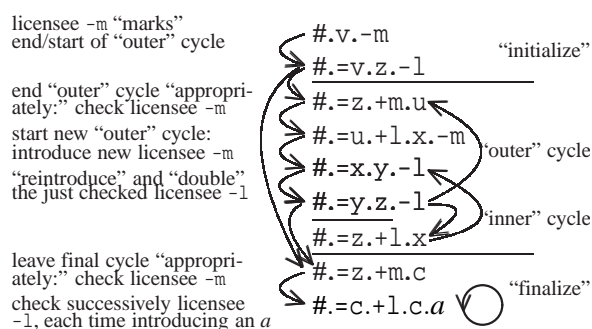 licensee -m “marks”
end/start of “outer” cycle
#.v.-m
#.=v.z.-l
“initialize”
end “outer” cycle “appropri-
ately:” check licensee -m
#.=z.+m.u
start new “outer” cycle:
introduce new licensee -m
#.=u.+l.x.-m
“outer” cycle
“reintroduce” and “double”
the just checked licensee -l
#.=x.y.-l
#.=y.z.-l
“inner” cycle
#.=z.+l.x
leave final cycle “appropri-
ately:” check licensee -m
#.=z.+m.c
“finalize”
check successively licensee
-l, each time introducing an a
#.=c.+l.c.a